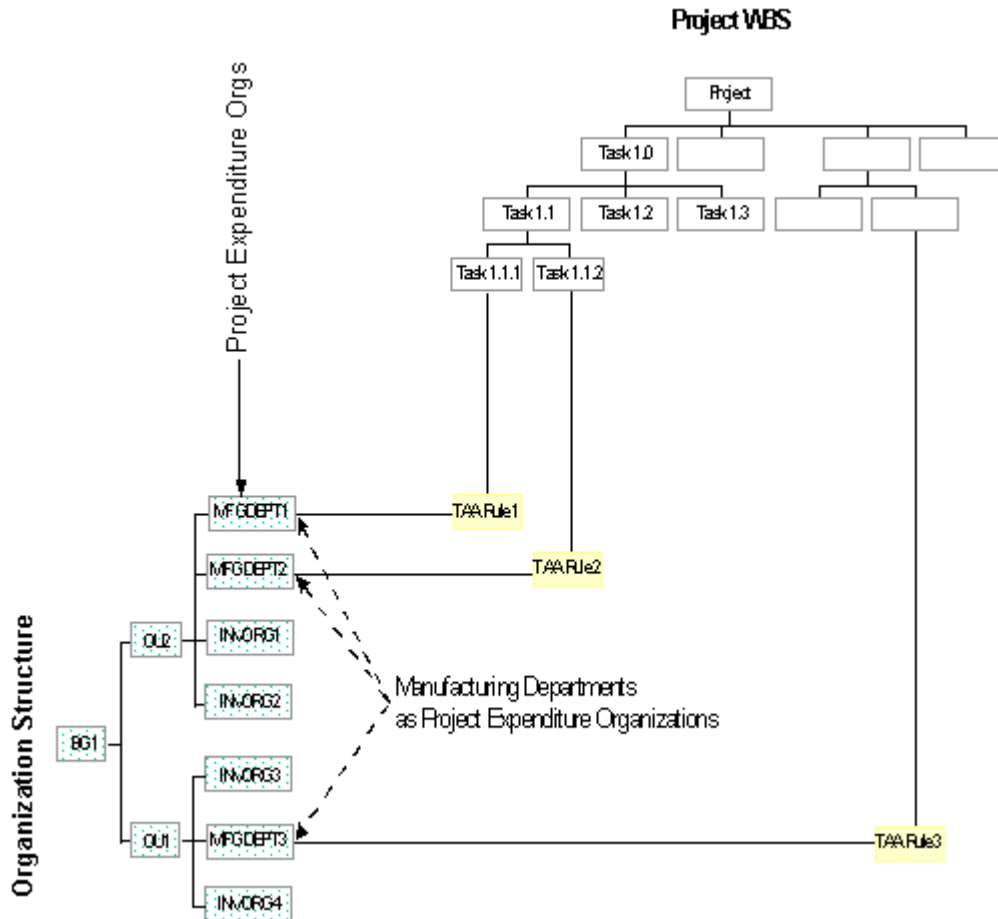 Project WBS
Project Expenditure Orgs
Project
Task 1.0
Task 1.1
Task 1.2
Task 1.3
Task 1.1.1
Task 1.1.2
MFGDEPT1
TAA Rule1
MFGDEPT2
TAA Rule2
OU2
INVORG1
Organization Structure
INVORG2
Manufacturing Departments
as Project Expenditure Organizations
BG1
INVORG3
OU1
MFGDEPT3
TAA Rule3
INVORG4